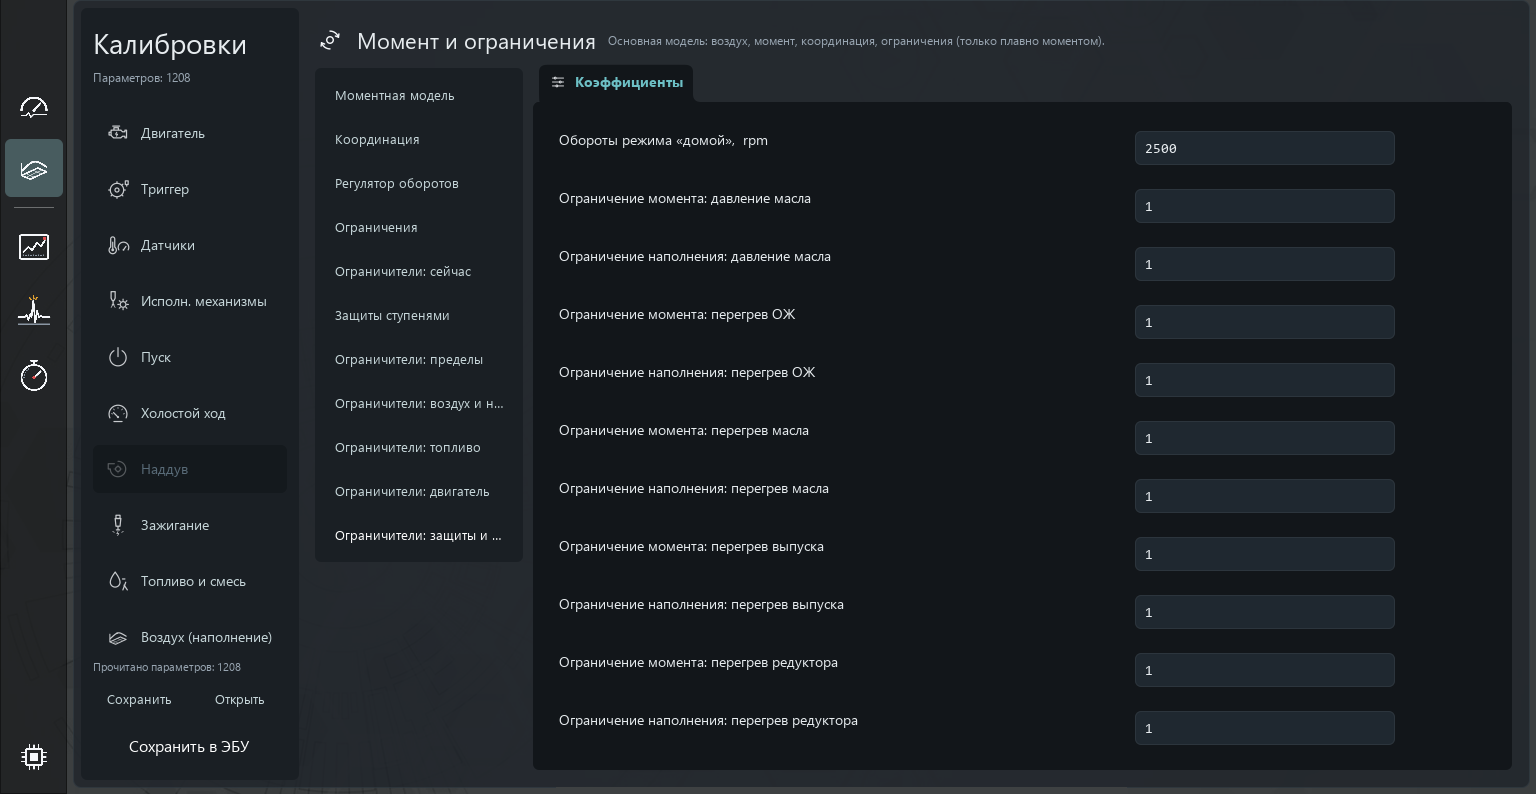 Калибровки
Параметров: 1208
Двигатель
Триггер
Датчики
Исполн. механизмы
Пуск
Холостой ход
Наддув
Зажигание
Топливо и смесь
Воздух (наполнение)
Прочитано параметров: 1208
Сохранить Открыть
Сохранить в ЭБУ
Момент и ограничения Основная модель: воздух, момент, координация, ограничения (только плавно моментом).
Моментная модель
Координация
Регулятор оборотов
Ограничения
Ограничители: сейчас
Защиты ступенями
Ограничители: пределы
Ограничители: воздух и н...
Ограничители: топливо
Ограничители: двигатель
Ограничители: защиты и ...
Коэффициенты
Обороты режима «домой», rpm 2500
Ограничение момента: давление масла 1
Ограничение наполнения: давление масла 1
Ограничение момента: перегрев ОЖ 1
Ограничение наполнения: перегрев ОЖ 1
Ограничение момента: перегрев масла 1
Ограничение наполнения: перегрев масла 1
Ограничение момента: перегрев выпуска 1
Ограничение наполнения: перегрев выпуска 1
Ограничение момента: перегрев редуктора 1
Ограничение наполнения: перегрев редуктора 1